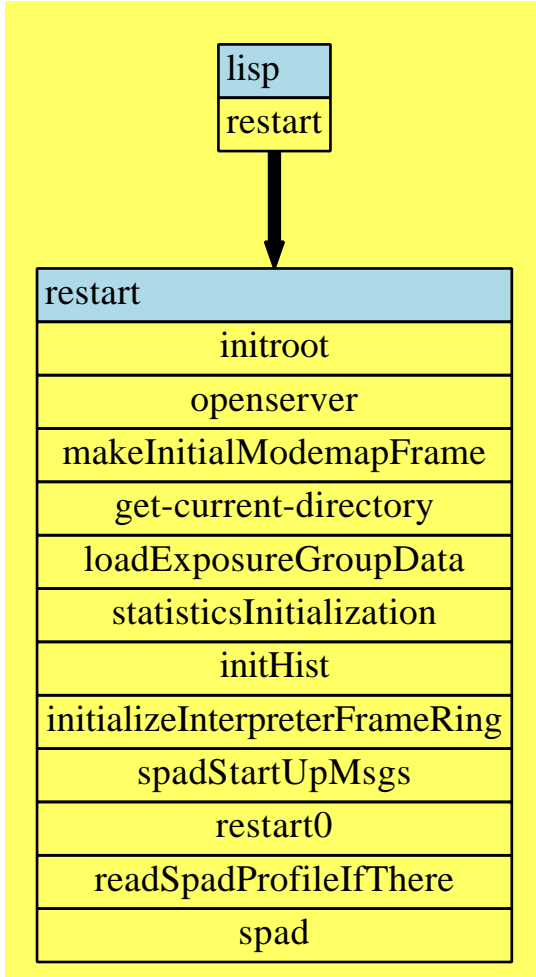 lisp
restart
restart
initroot
openserver
makeInitialModemapFrame
get-current-directory
loadExposureGroupData
statisticsInitialization
initHist
initializeInterpreterFrameRing
spadStartUpMsgs
restart0
readSpadProfileIfThere
spad